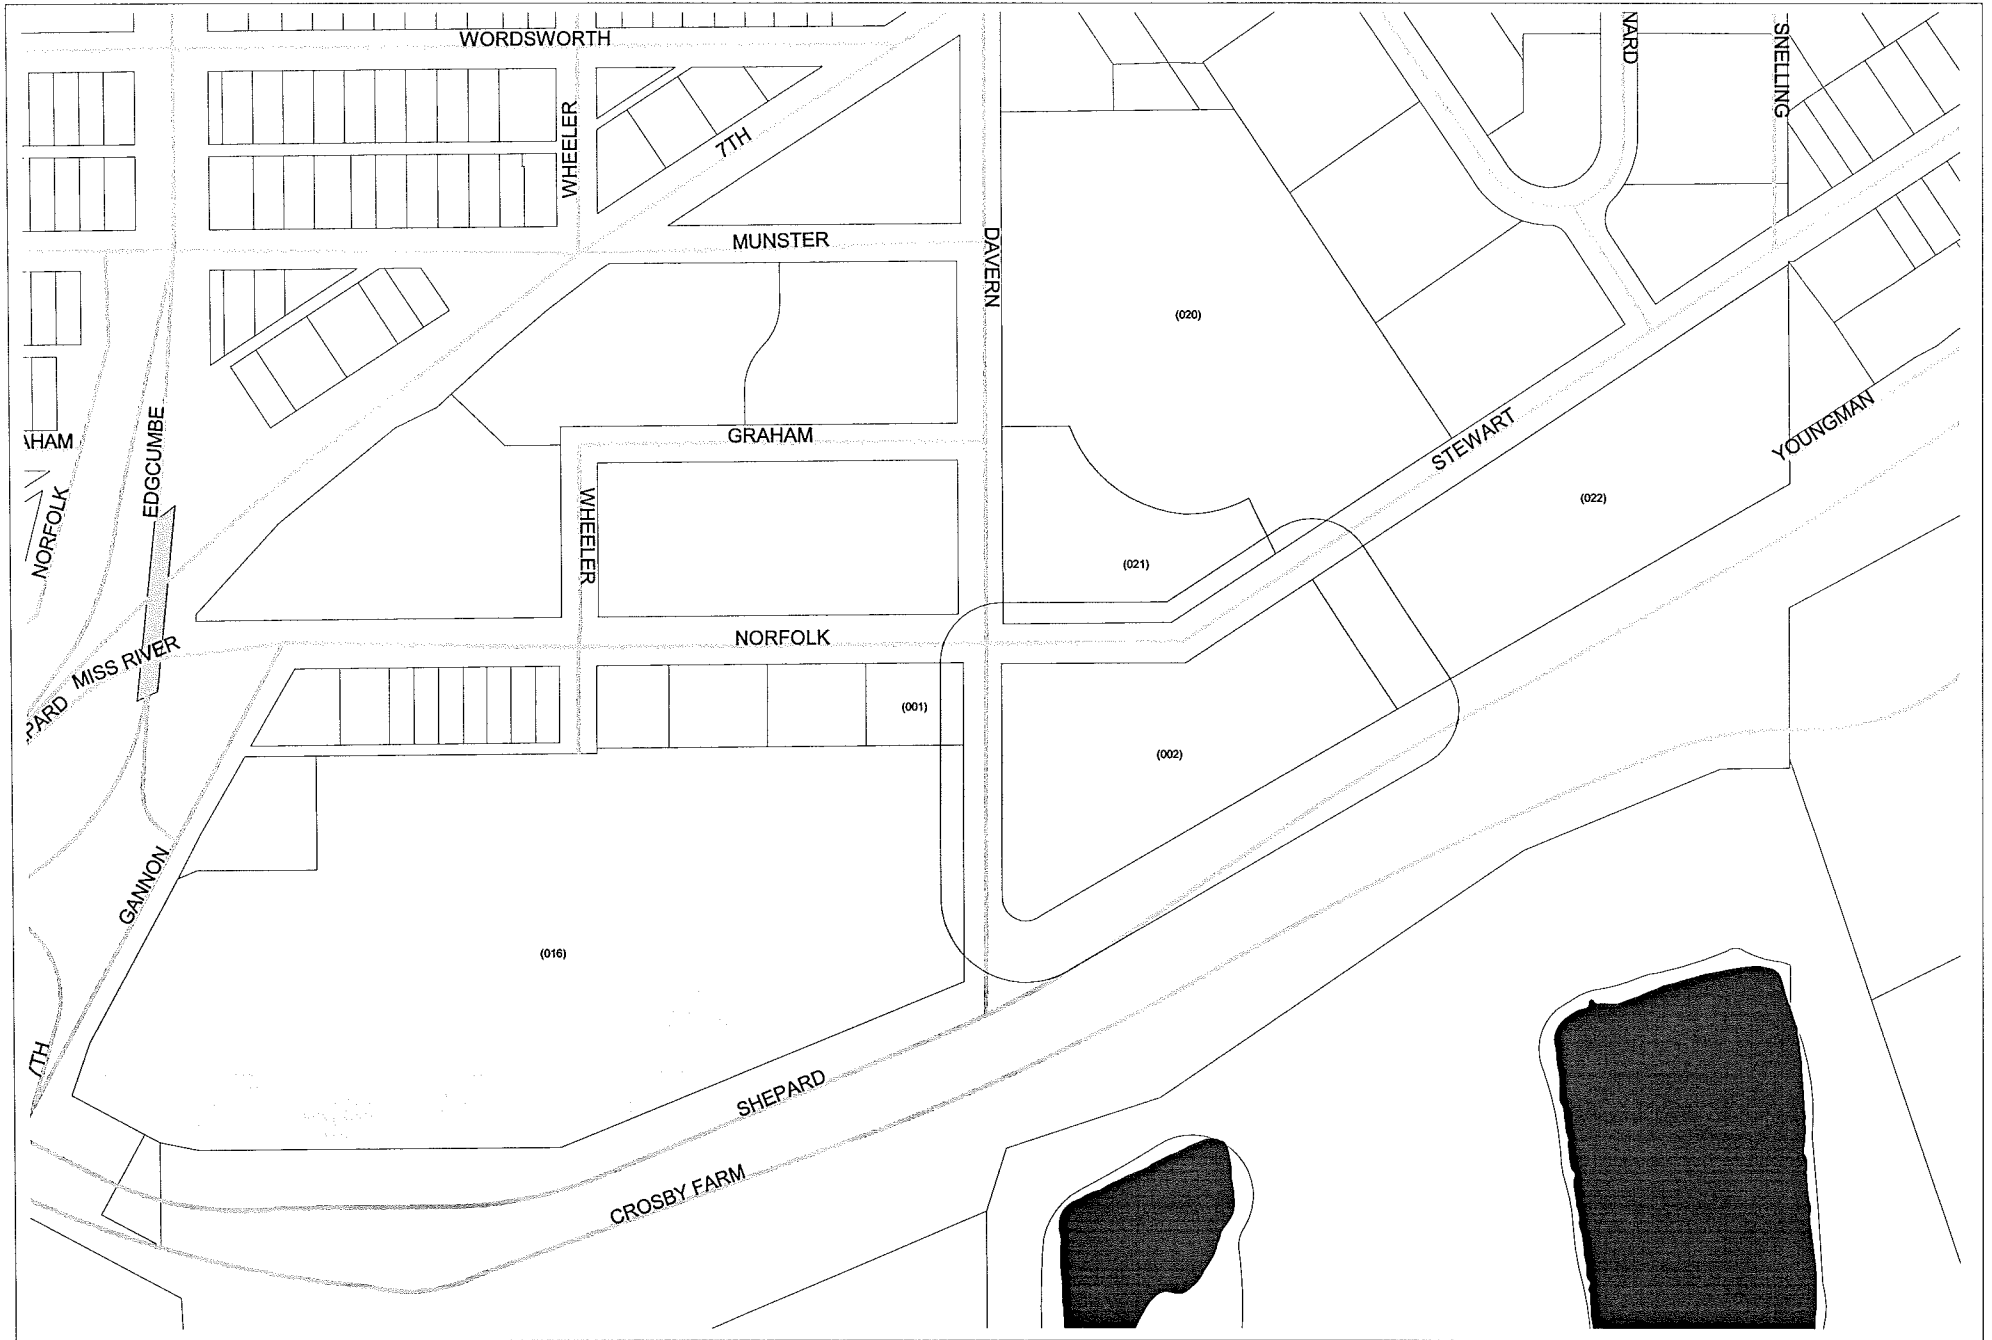 WORDSWORTH
NARD
SNELLING
WHEELER
7TH
MUNSTER
DAVERN
(020)
EDGCUMBE
AHAM
GRAHAM
STEWART
YOUNGMAN
NORFOLK
WHEELER
(022)
(021)
NORFOLK
MISS RIVER
PARD
(001)
(002)
GANNON
(016)
7TH
SHEPARD
CROSBY FARM